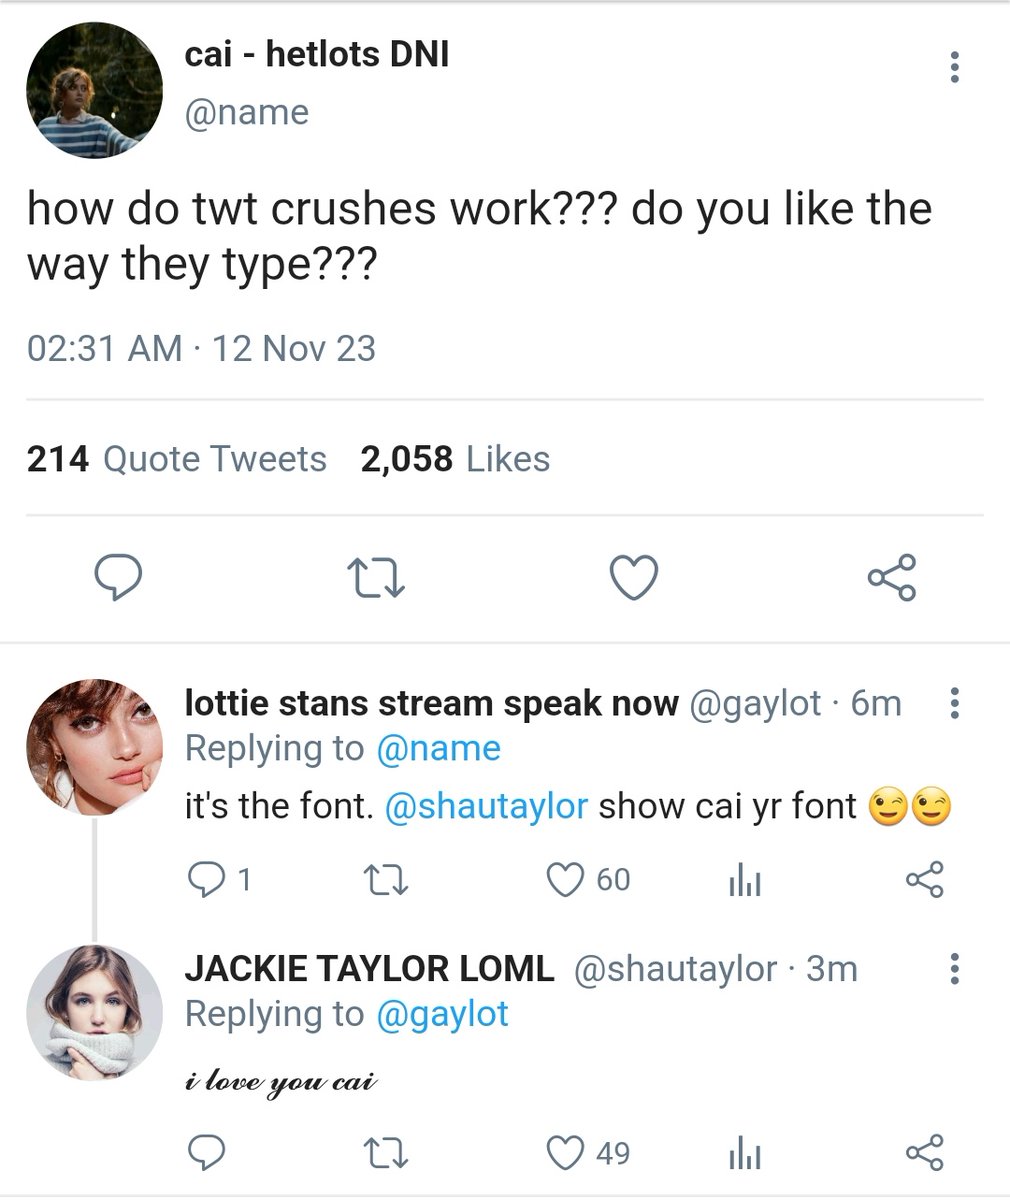 cai - hetlots DNI
@name
how do twt crushes work??? do you like the
way they type???
02:31 AM · 12 Nov 23
214 Quote Tweets 2,058 Likes
lottie stans stream speak now @gaylot · 6m
Replying to @name
it's the font. @shautaylor show cai yr font 😉😉
1 60
JACKIE TAYLOR LOML @shautaylor · 3m
Replying to @gaylot
𝓲 𝓵𝓸𝓿𝓮 𝔂𝓸𝓾 𝓬𝓪𝓲
49